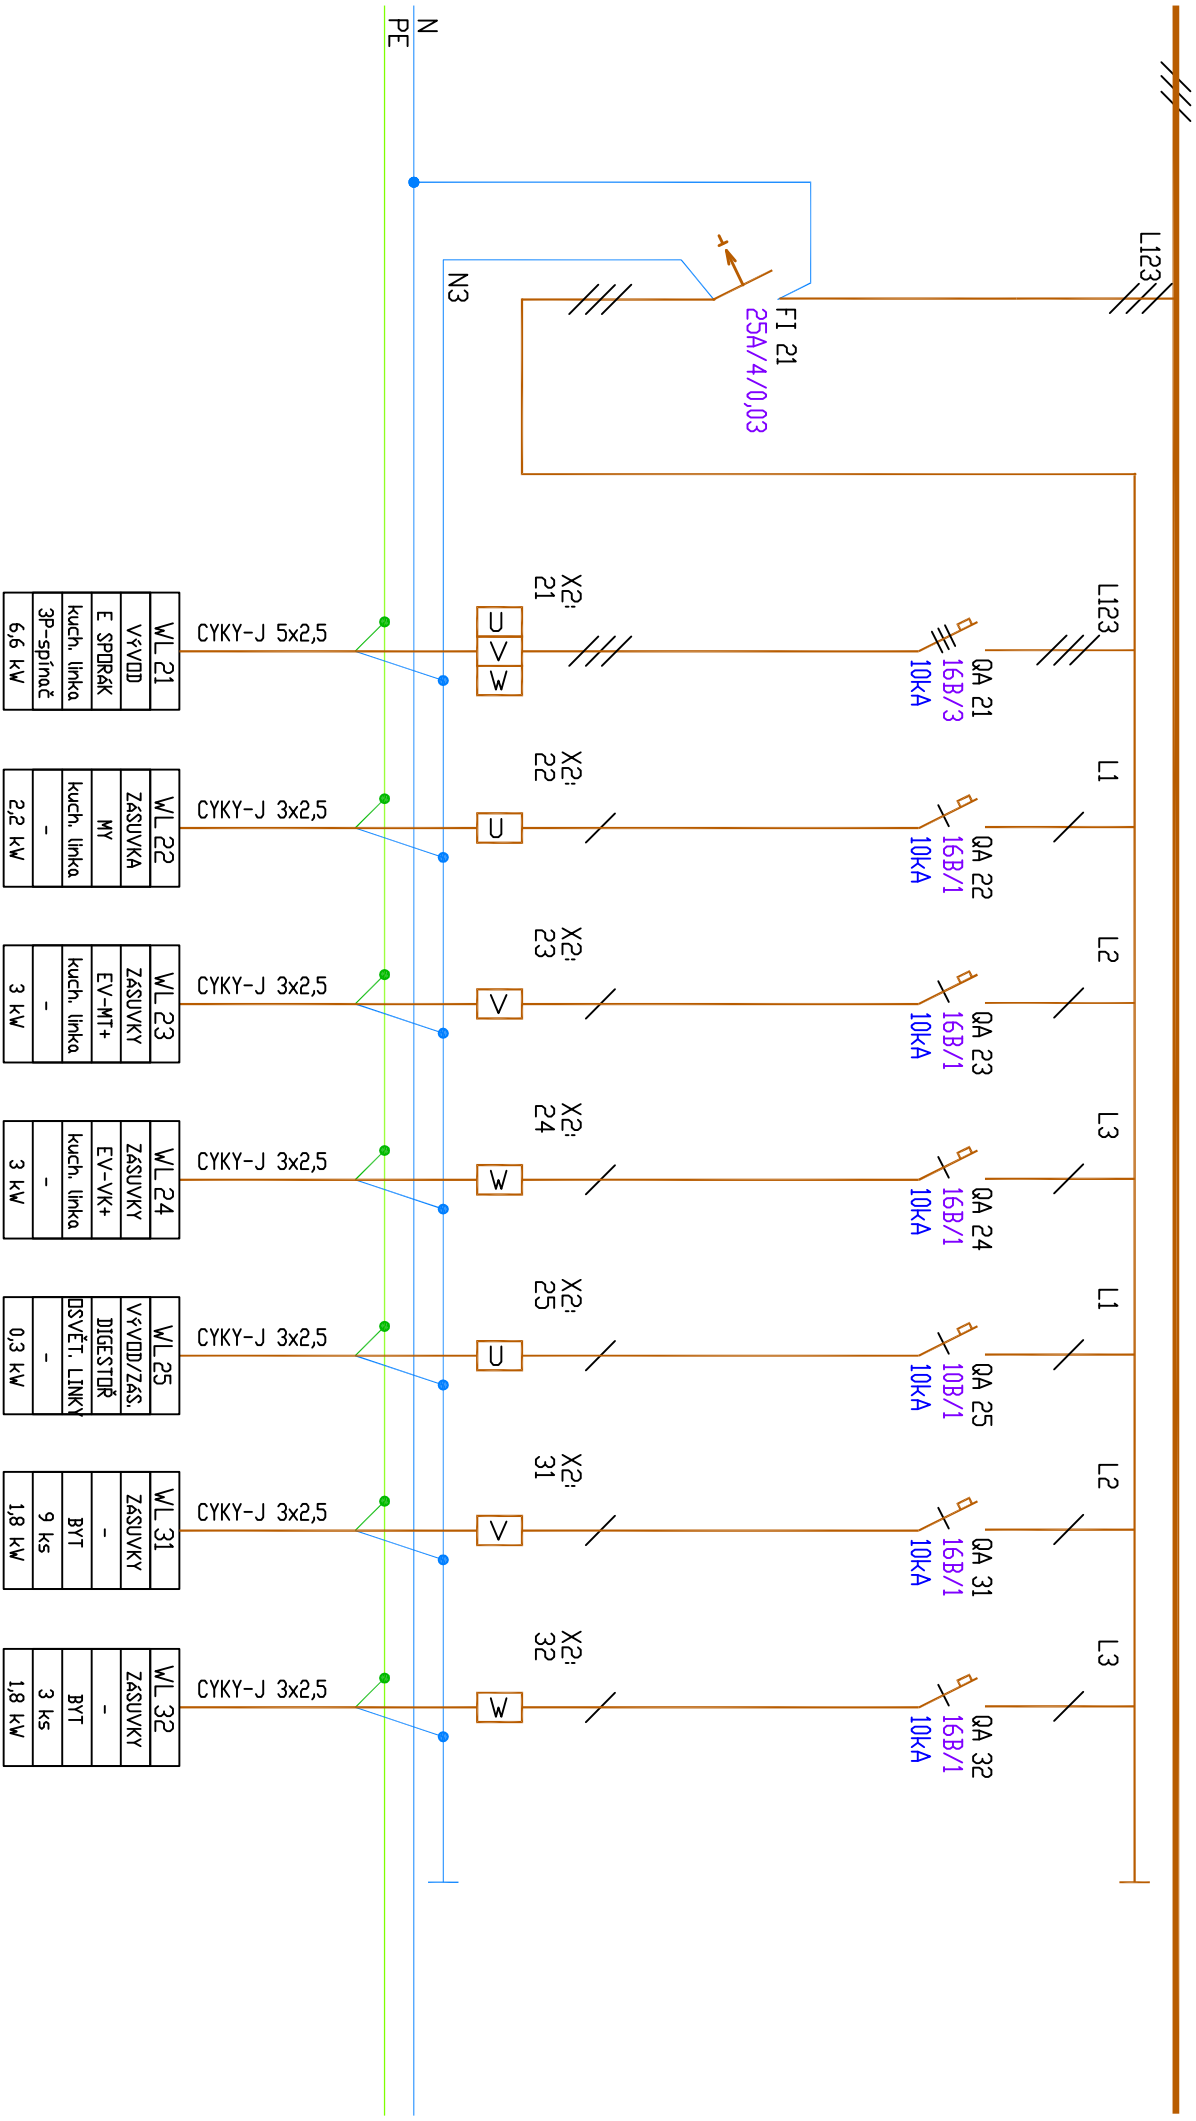 L123
FI 21
25A/4/0,03
N3
N
PE
L123
QA 21
16B/3
10kA
X2:
21
U
V
W
CYKY-J 5x2,5
WL 21
VÝVOD
E SPORÁK
kuch. linka
3P-spínač
6,6 kW
L1
QA 22
16B/1
10kA
X2:
22
U
CYKY-J 3x2,5
WL 22
ZÁSUVKA
MY
kuch. linka
-
2,2 kW
L2
QA 23
16B/1
10kA
X2:
23
V
CYKY-J 3x2,5
WL 23
ZÁSUVKY
EV-MT+
kuch. linka
-
3 kW
L3
QA 24
16B/1
10kA
X2:
24
W
CYKY-J 3x2,5
WL 24
ZÁSUVKY
EV-VK+
kuch. linka
-
3 kW
L1
QA 25
10B/1
10kA
X2:
25
U
CYKY-J 3x2,5
WL 25
VÝVOD/ZÁS.
DIGESTOŘ
OSVĚT. LINKY
-
0,3 kW
L2
QA 31
16B/1
10kA
X2:
31
V
CYKY-J 3x2,5
WL 31
ZÁSUVKY
-
BYT
9 ks
1,8 kW
L3
QA 32
16B/1
10kA
X2:
32
W
CYKY-J 3x2,5
WL 32
ZÁSUVKY
-
BYT
3 ks
1,8 kW